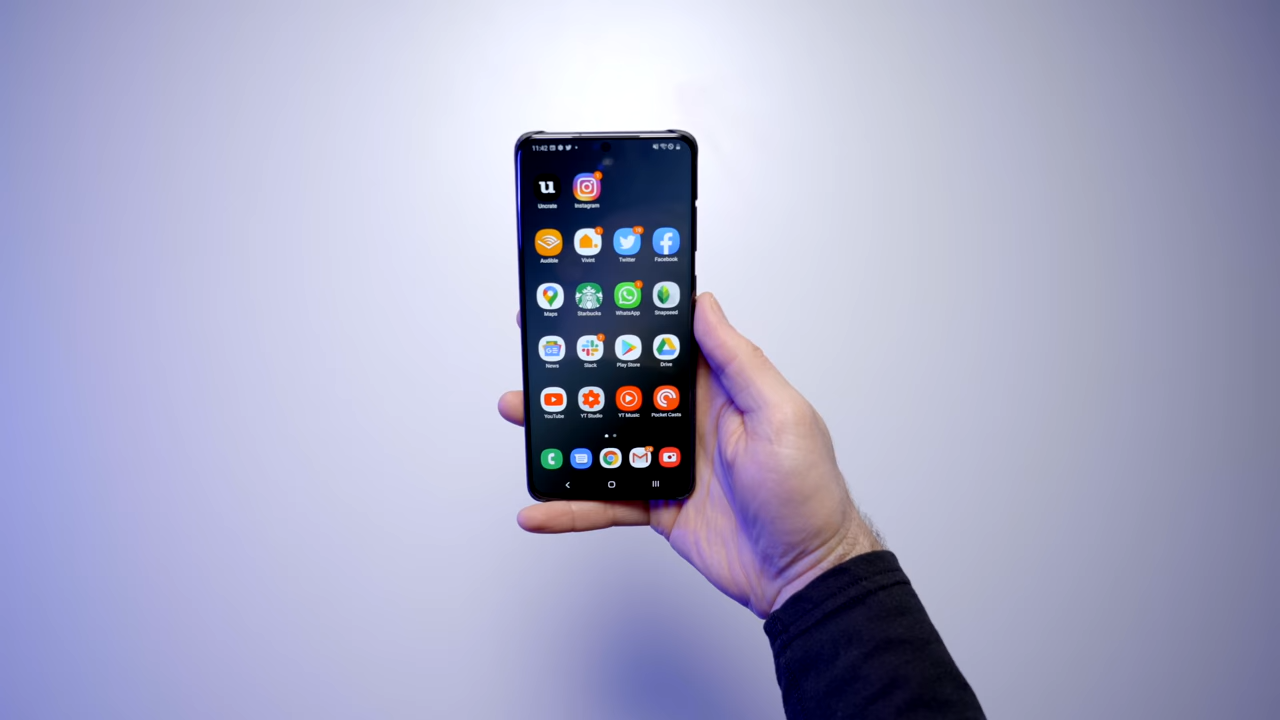 11:42
u
Uncrate Instagram
Audible Vivint Twitter Facebook
Maps Starbucks WhatsApp Snapseed
GE
News Slack Play Store Drive
YouTube YT Studio YT Music Pocket Casts